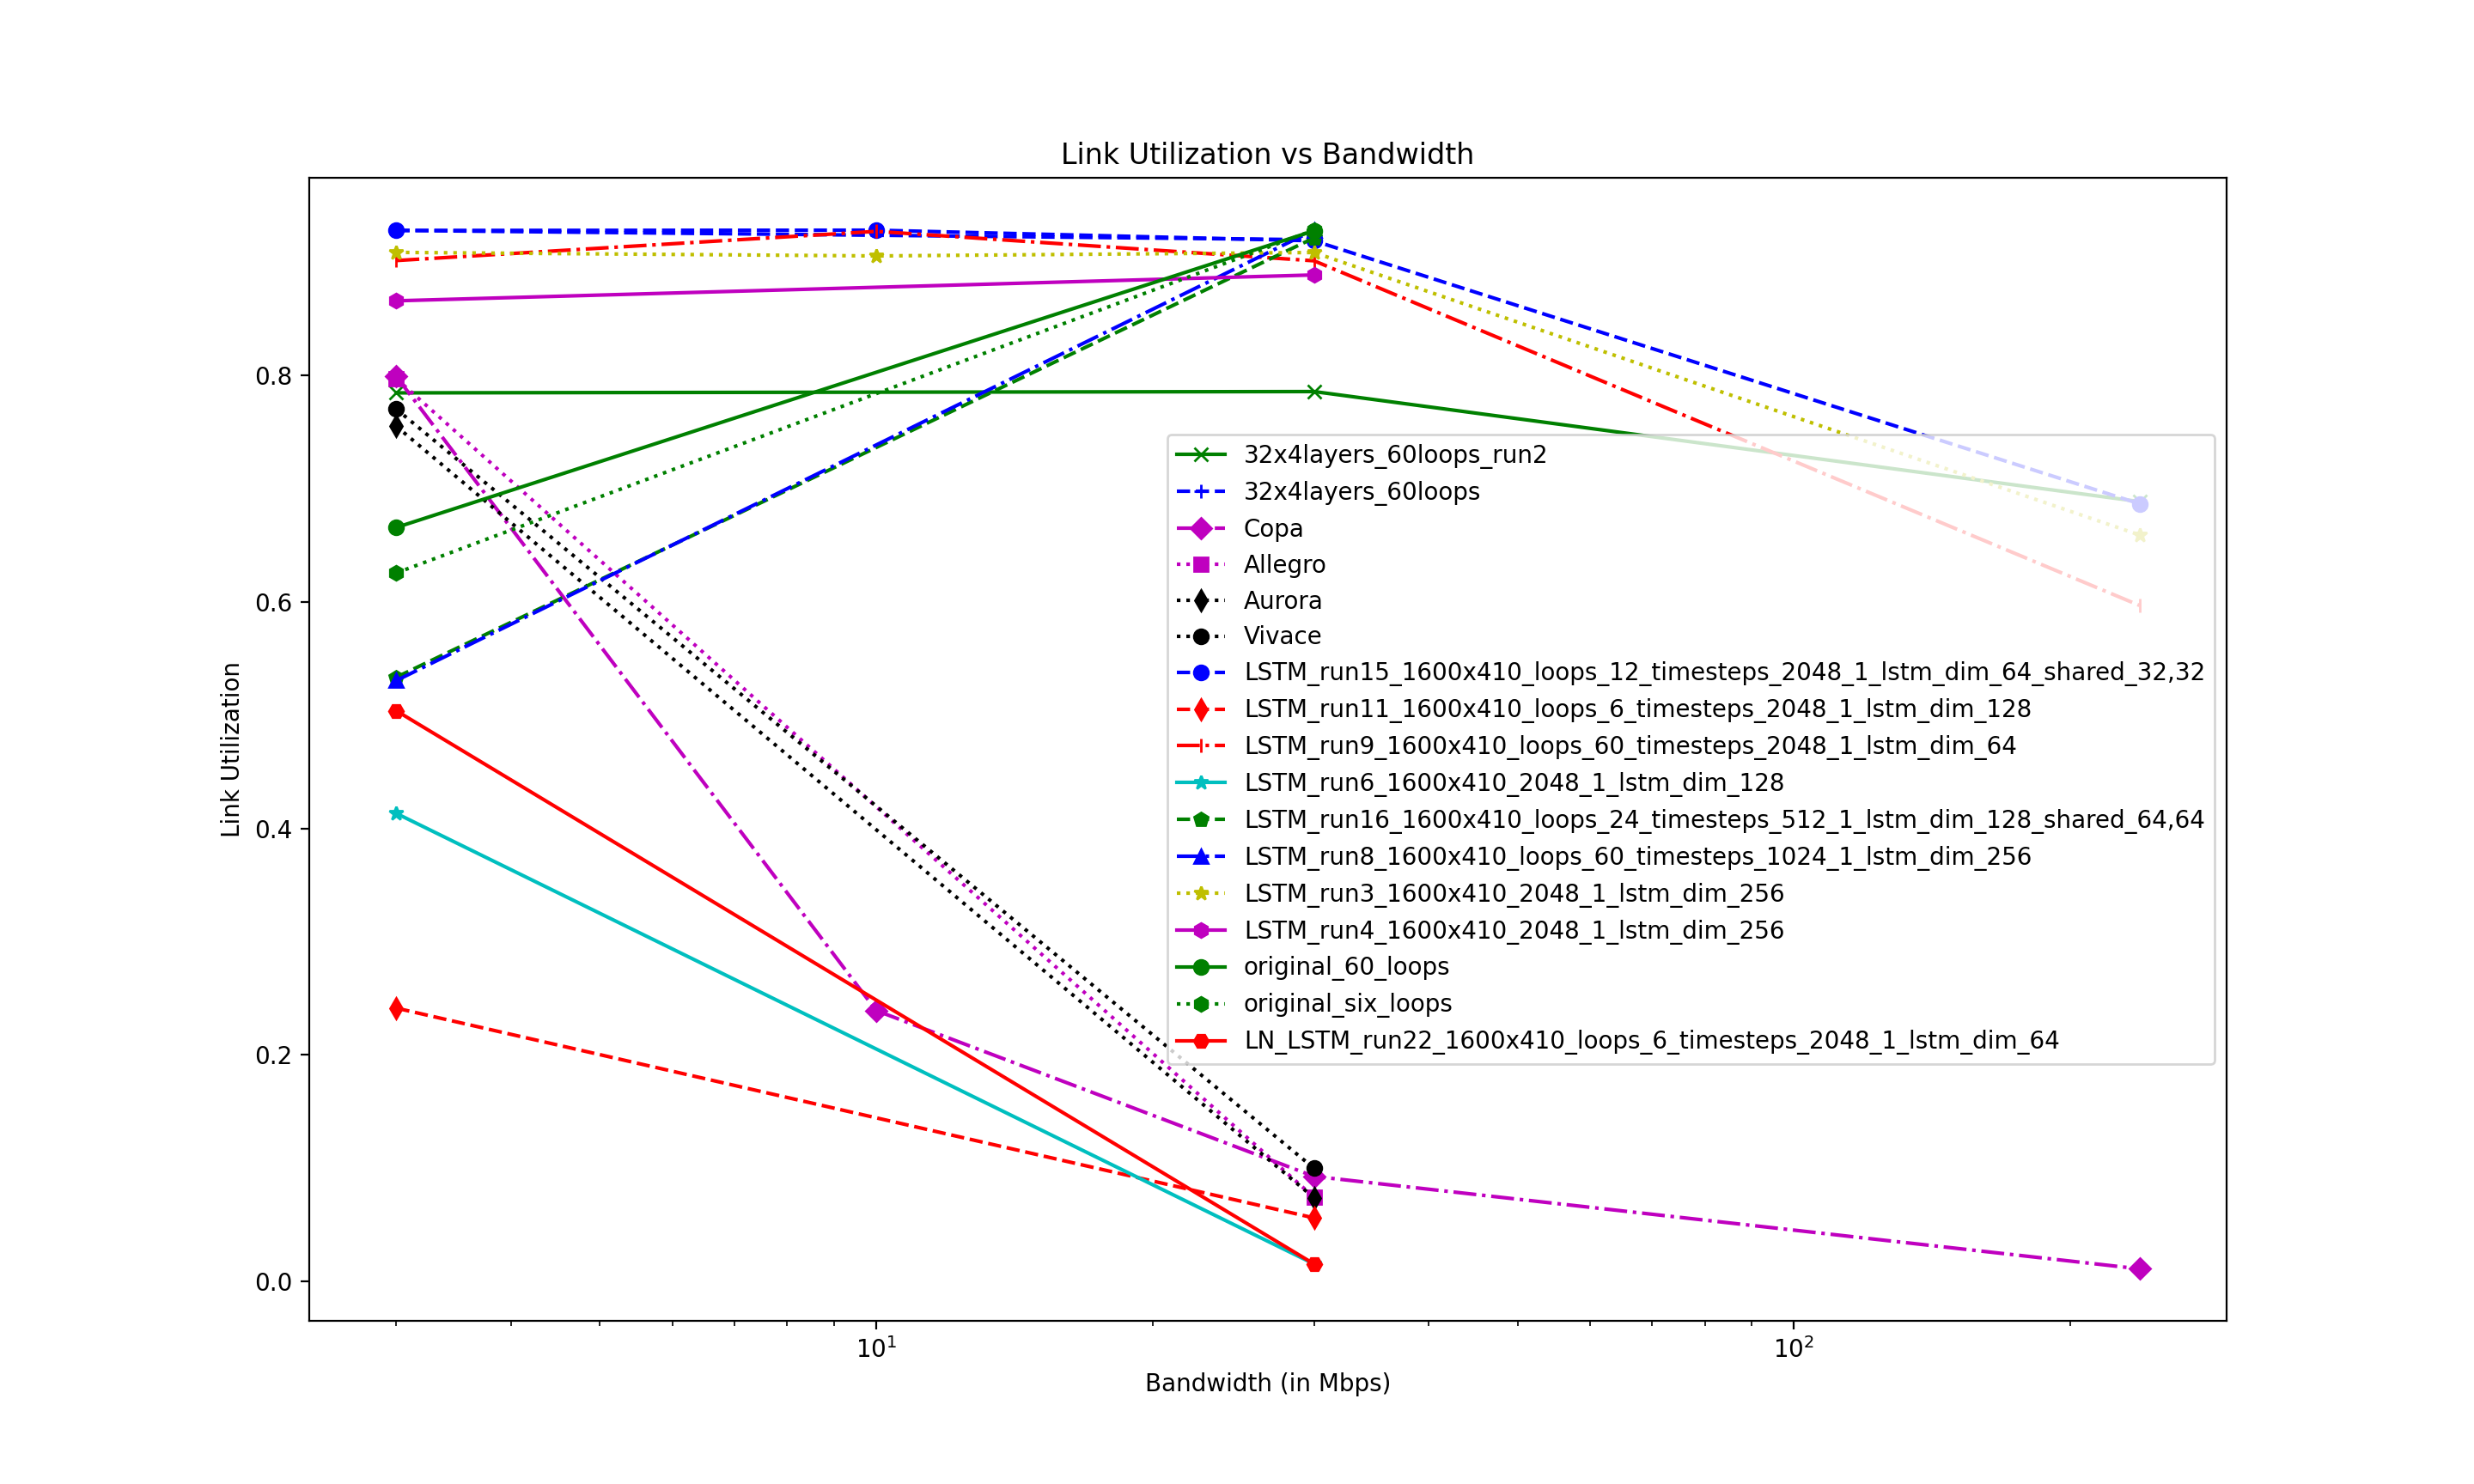 Link Utilization vs Bandwidth
0.8
0.6
0.4
0.2
0.0
Link Utilization
32x4layers_60loops_run2
32x4layers_60loops
Copa
Allegro
Aurora
Vivace
LSTM_run15_1600x410_loops_12_timesteps_2048_1_lstm_dim_64_shared_32,32
LSTM_run11_1600x410_loops_6_timesteps_2048_1_lstm_dim_128
LSTM_run9_1600x410_loops_60_timesteps_2048_1_lstm_dim_64
LSTM_run6_1600x410_2048_1_lstm_dim_128
LSTM_run16_1600x410_loops_24_timesteps_512_1_lstm_dim_128_shared_64,64
LSTM_run8_1600x410_loops_60_timesteps_1024_1_lstm_dim_256
LSTM_run3_1600x410_2048_1_lstm_dim_256
LSTM_run4_1600x410_2048_1_lstm_dim_256
original_60_loops
original_six_loops
LN_LSTM_run22_1600x410_loops_6_timesteps_2048_1_lstm_dim_64
10¹ 10²
Bandwidth (in Mbps)